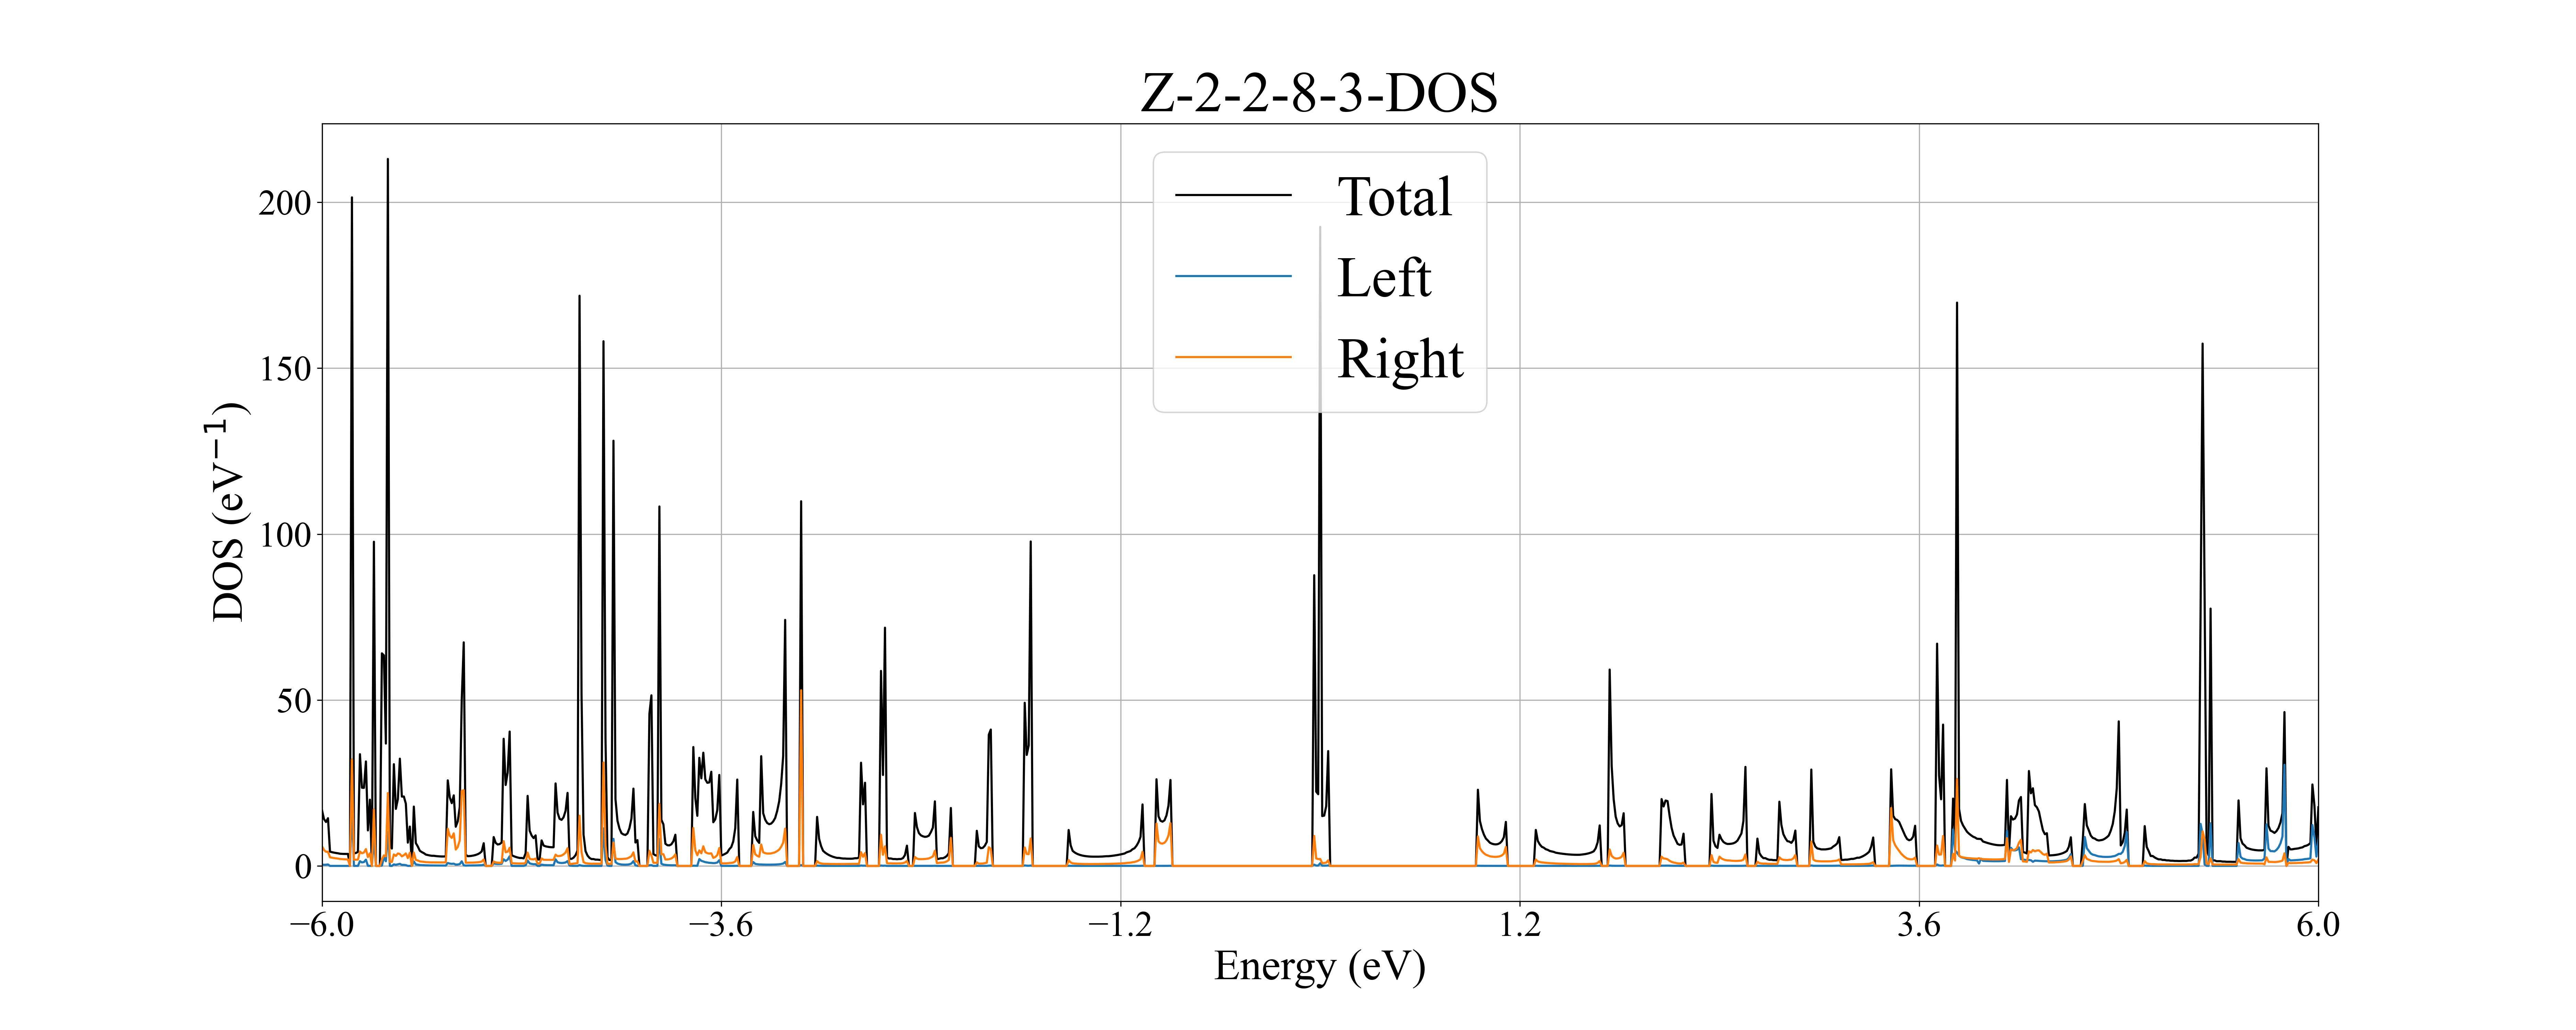 Z-2-2-8-3-DOS
Total
Left
Right
DOS (eV⁻¹)
200
150
100
50
0
−6.0 −3.6 −1.2 1.2 3.6 6.0
Energy (eV)